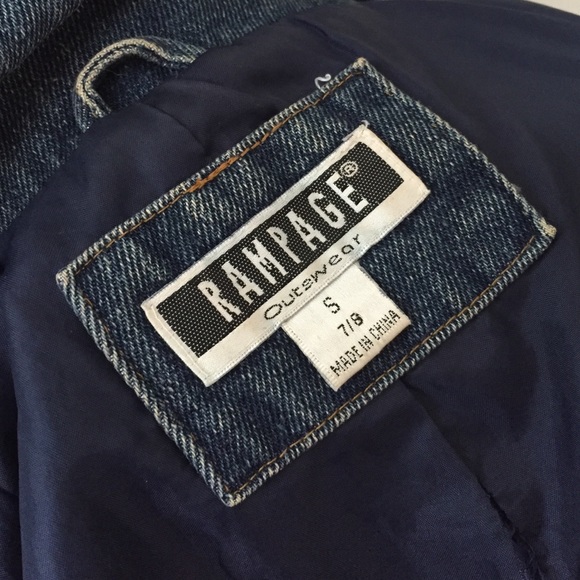 RAMPAGE®
Outswear
S
7/8
MADE IN CHINA